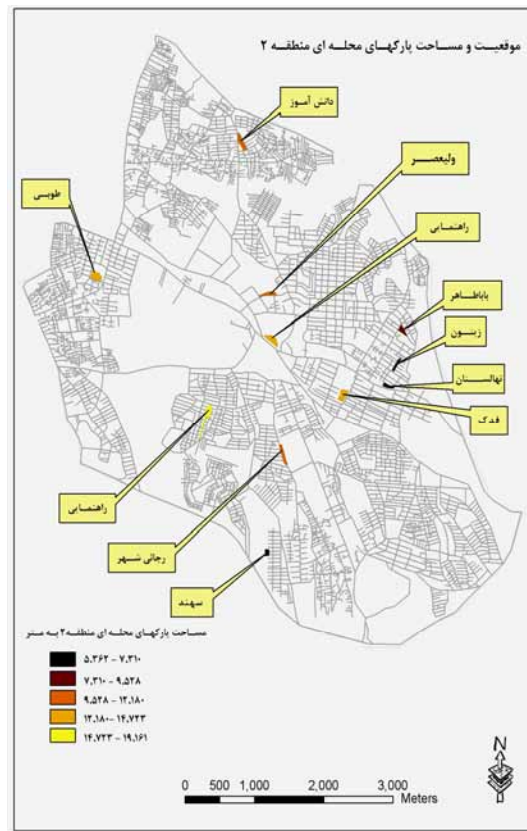 موقعیت و مساحت پارکهای محله ای منطقه ۲
دانش آموز
ولیعصر
طوبی
راهنمایی
باباطاهر
زیتون
نهالستان
فدک
راهنمایی
رجائی شهر
سهند
مساحت پارکهای محله ای منطقه ۲ به متر
۵.۳۶۲ - ۷.۳۱۰
۷.۳۱۰ - ۹.۵۲۸
۹.۵۲۸ - ۱۲.۱۸۰
۱۲.۱۸۰ - ۱۴.۷۲۳
۱۴.۷۲۳ - ۱۹.۱۶۱
N
0 500 1,000 2,000 3,000
Meters